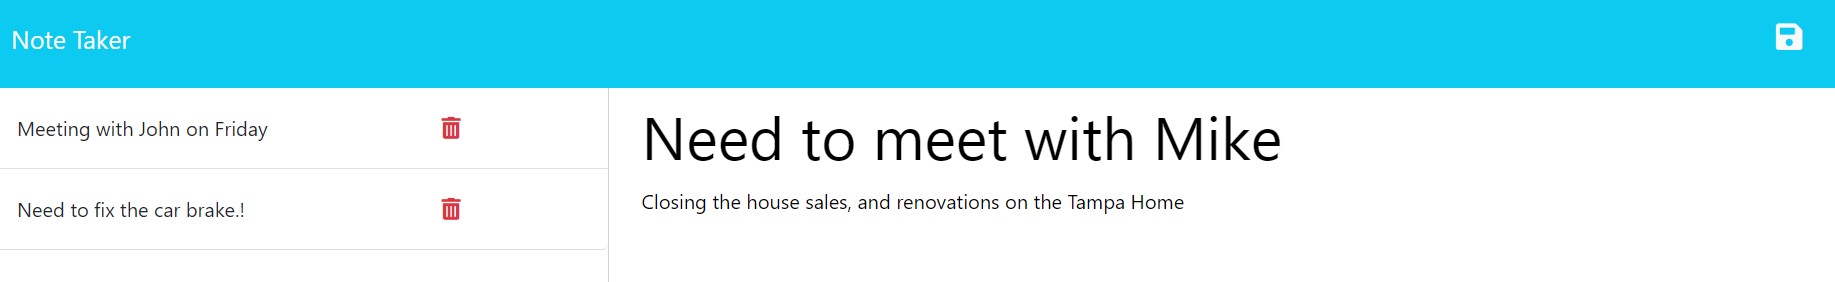 Note Taker
Meeting with John on Friday
Need to fix the car brake.!
Need to meet with Mike
Closing the house sales, and renovations on the Tampa Home